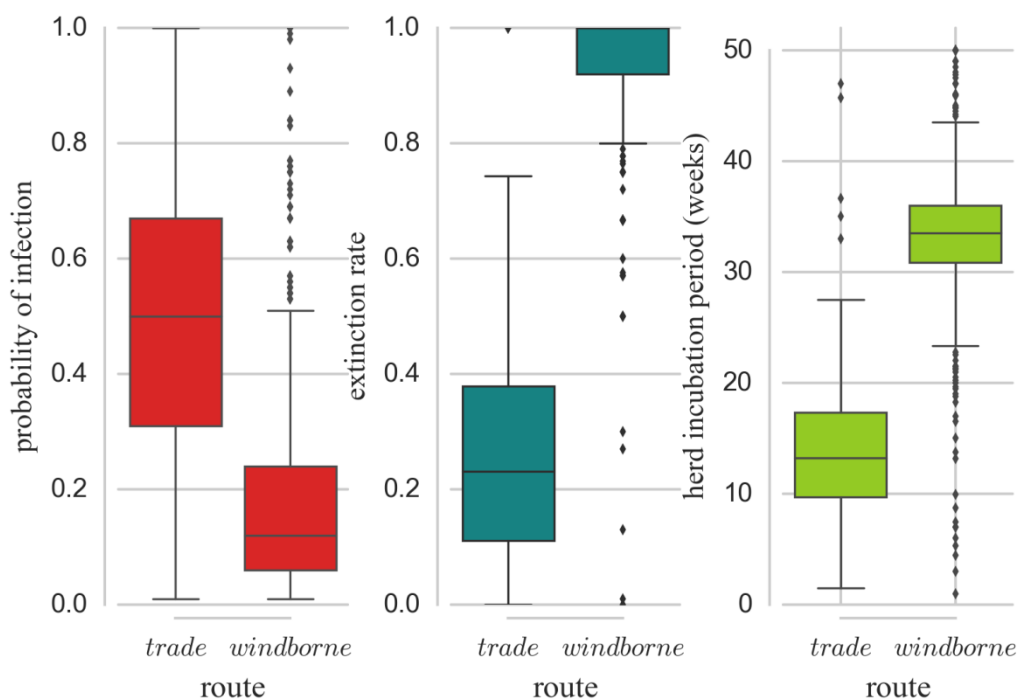 probability of infection
1.0
0.8
0.6
0.4
0.2
0.0
trade windborne
route
extinction rate
1.0
0.8
0.6
0.4
0.2
0.0
trade windborne
route
herd incubation period (weeks)
50
40
30
20
10
0
trade windborne
route